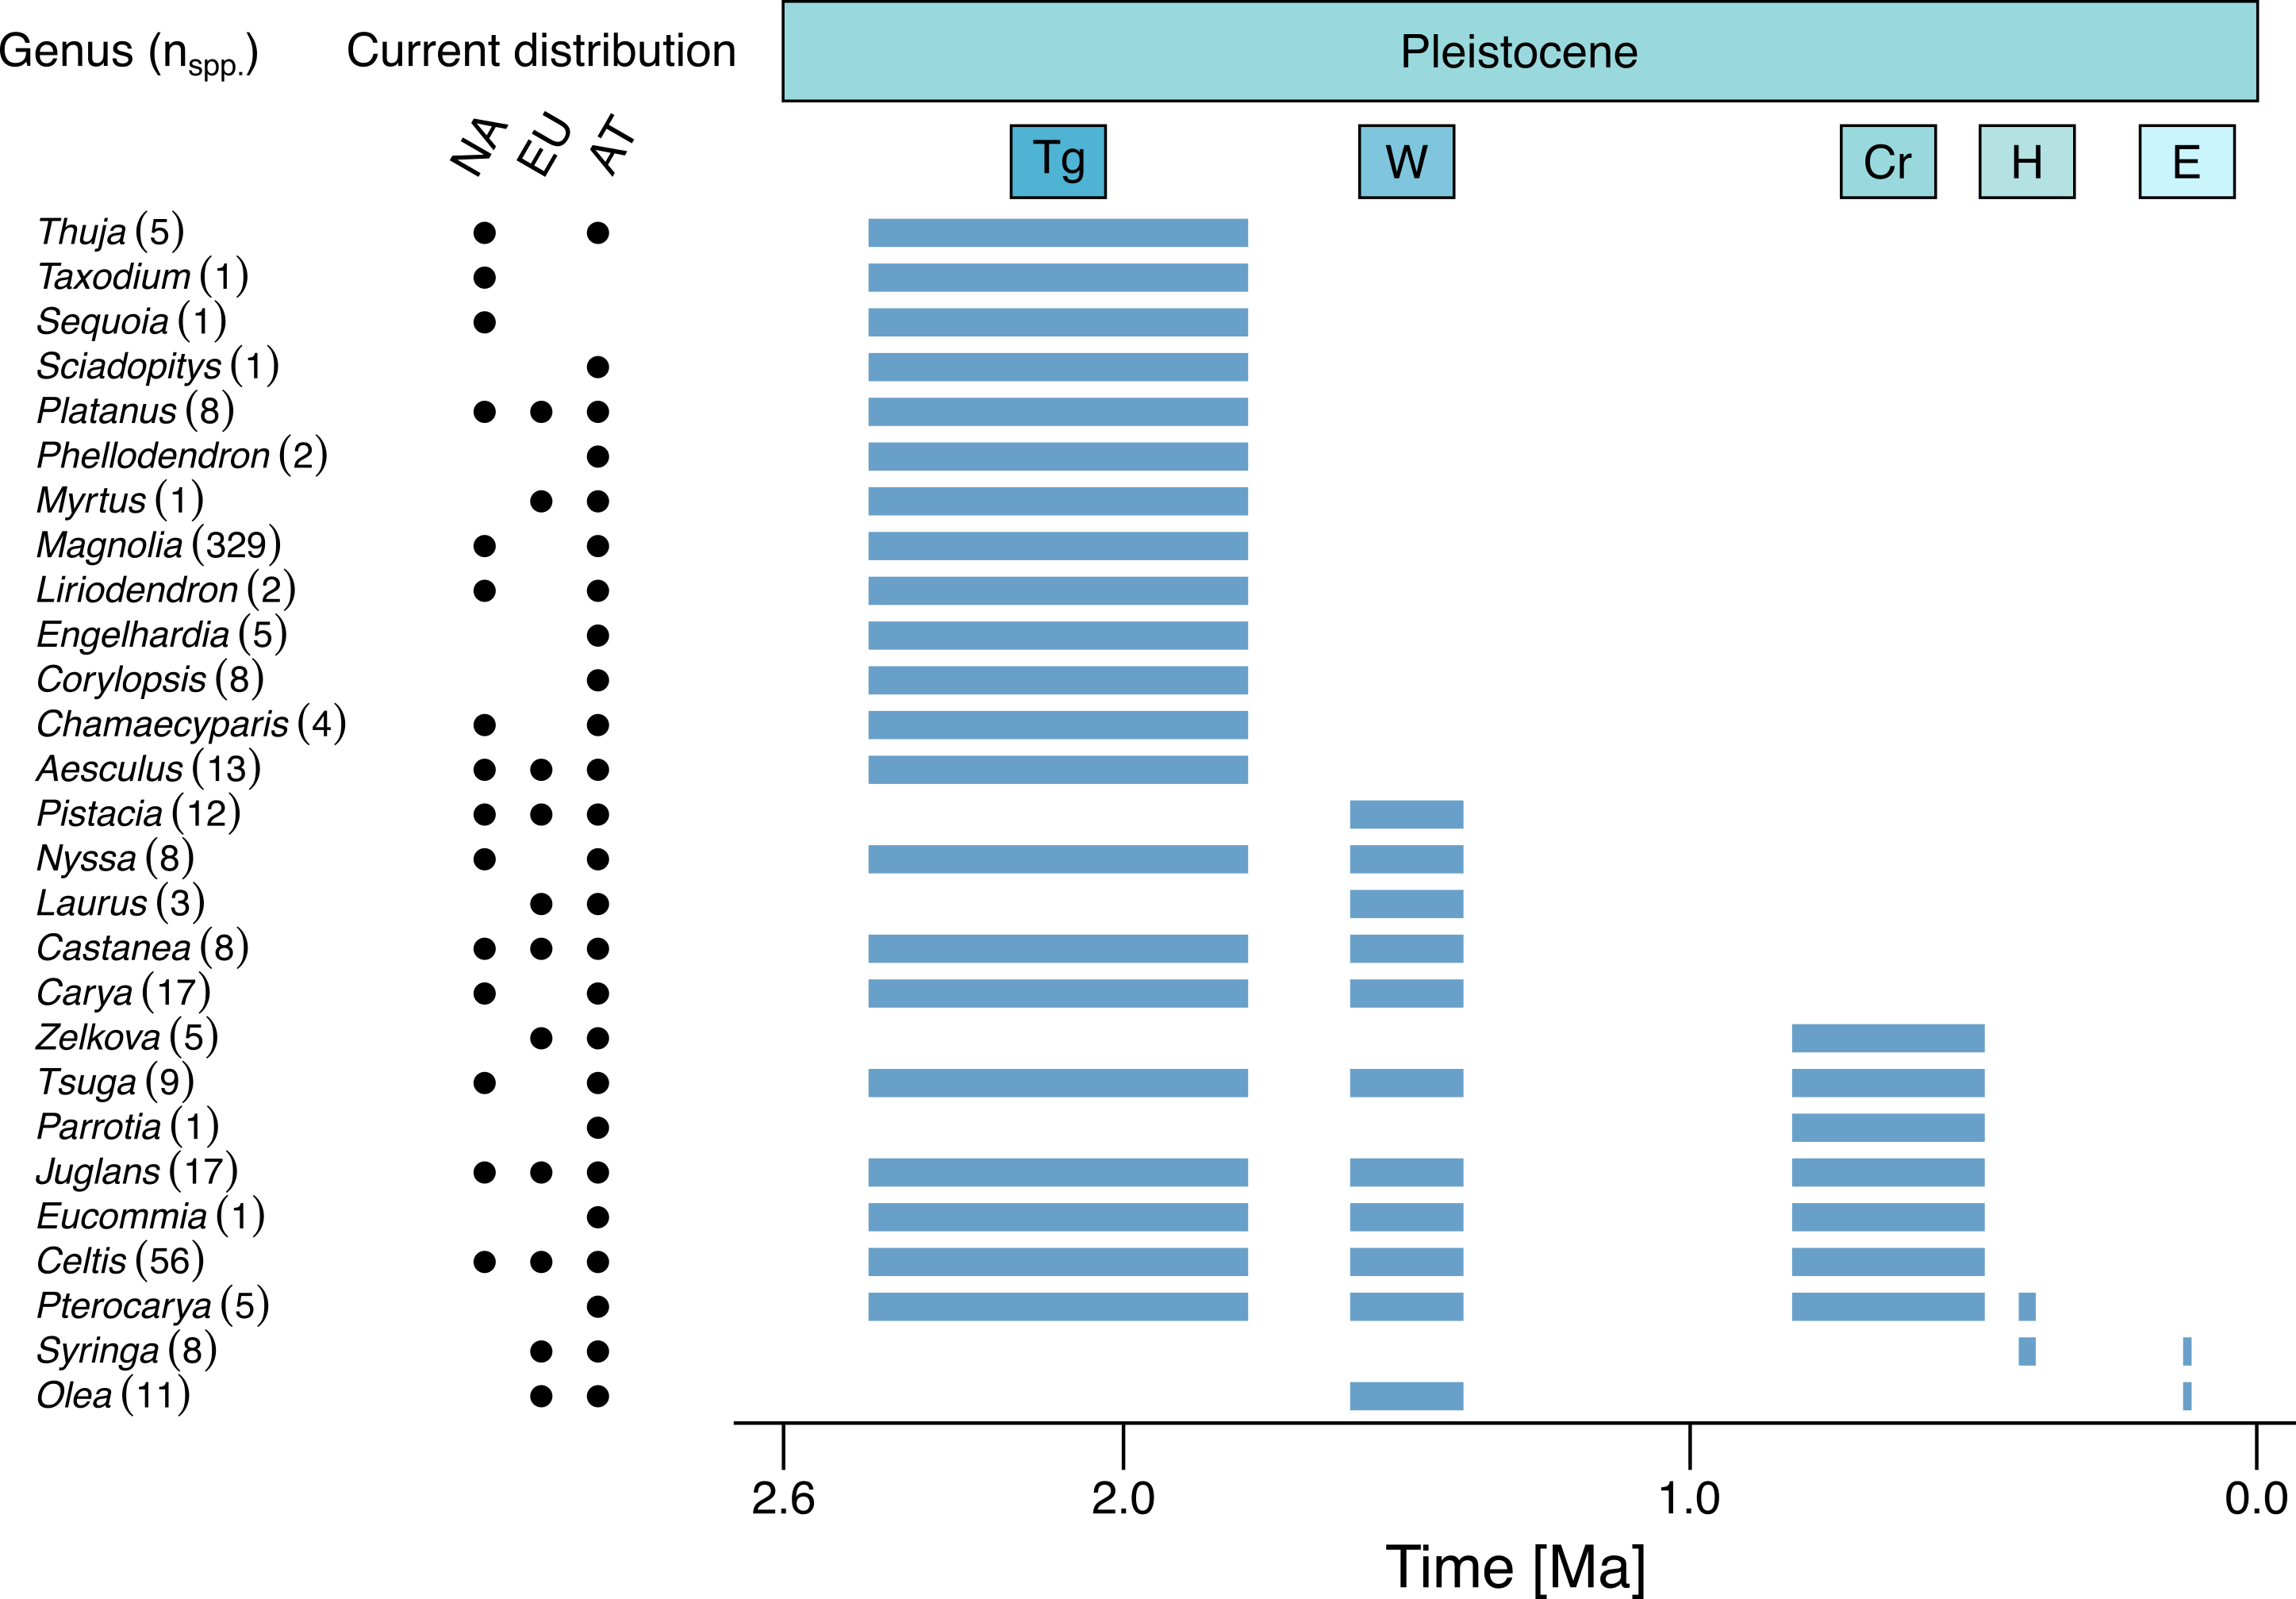 Genus (nspp.) Current distribution Pleistocene
NA EU AT Tg W Cr H E
Thuja (5)
Taxodium (1)
Sequoia (1)
Sciadopitys (1)
Platanus (8)
Phellodendron (2)
Myrtus (1)
Magnolia (329)
Liriodendron (2)
Engelhardia (5)
Corylopsis (8)
Chamaecyparis (4)
Aesculus (13)
Pistacia (12)
Nyssa (8)
Laurus (3)
Castanea (8)
Carya (17)
Zelkova (5)
Tsuga (9)
Parrotia (1)
Juglans (17)
Eucommia (1)
Celtis (56)
Pterocarya (5)
Syringa (8)
Olea (11)
2.6 2.0 1.0 0.0
Time [Ma]